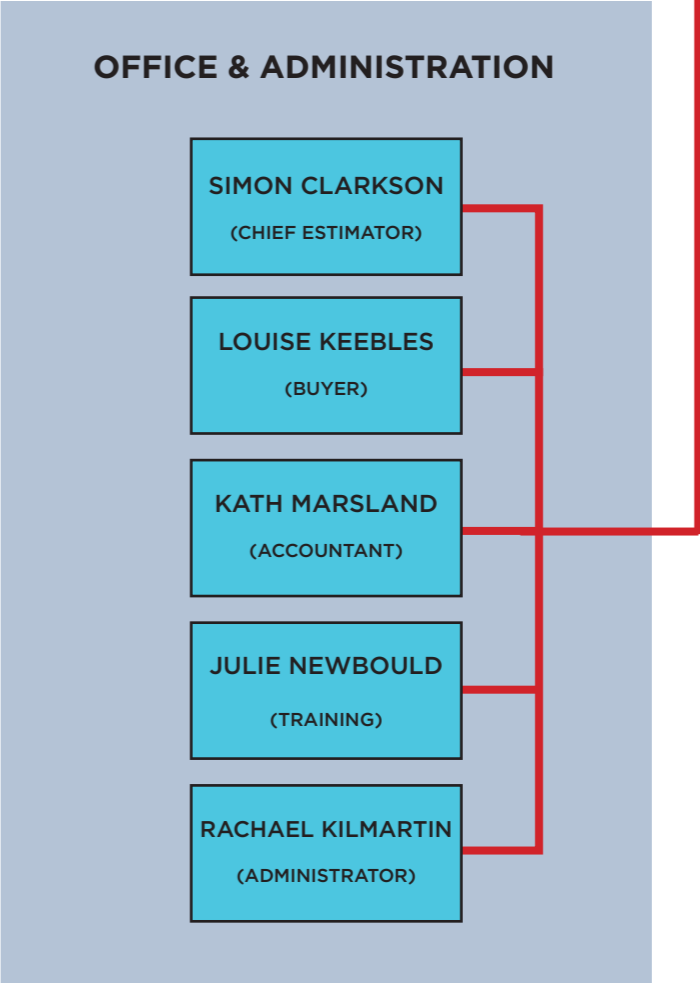 OFFICE & ADMINISTRATION
SIMON CLARKSON
(CHIEF ESTIMATOR)
LOUISE KEEBLES
(BUYER)
KATH MARSLAND
(ACCOUNTANT)
JULIE NEWBOULD
(TRAINING)
RACHAEL KILMARTIN
(ADMINISTRATOR)